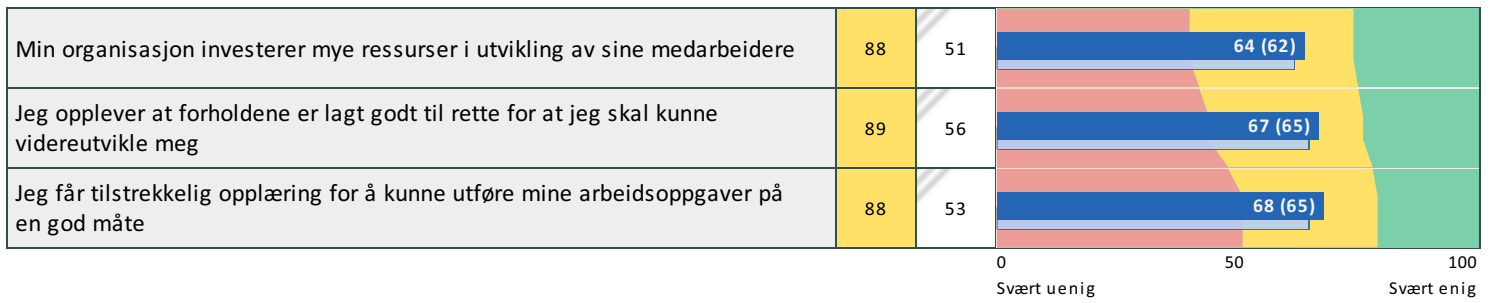 Min organisasjon investerer mye ressurser i utvikling av sine medarbeidere 88 51 64 (62)
Jeg opplever at forholdene er lagt godt til rette for at jeg skal kunne
videreutvikle meg 89 56 67 (65)
Jeg får tilstrekkelig opplæring for å kunne utføre mine arbeidsoppgaver på
en god måte 88 53 68 (65)
0 50 100
Svært uenig Svært enig